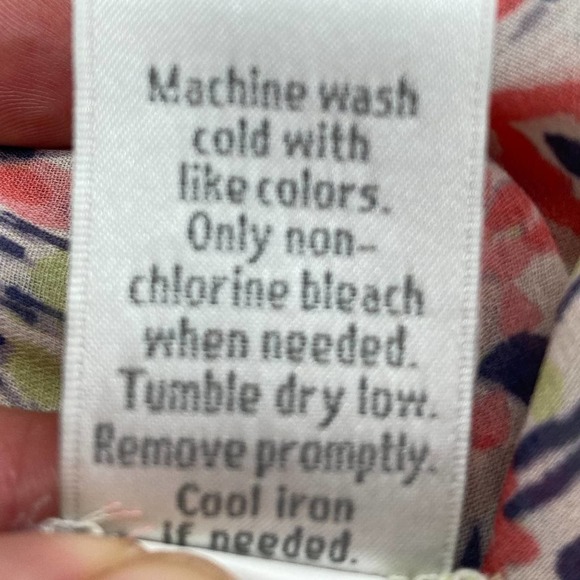 Machine wash
cold with
like colors.
Only non-
chlorine bleach
when needed.
Tumble dry low.
Remove promptly.
Cool iron
if needed.